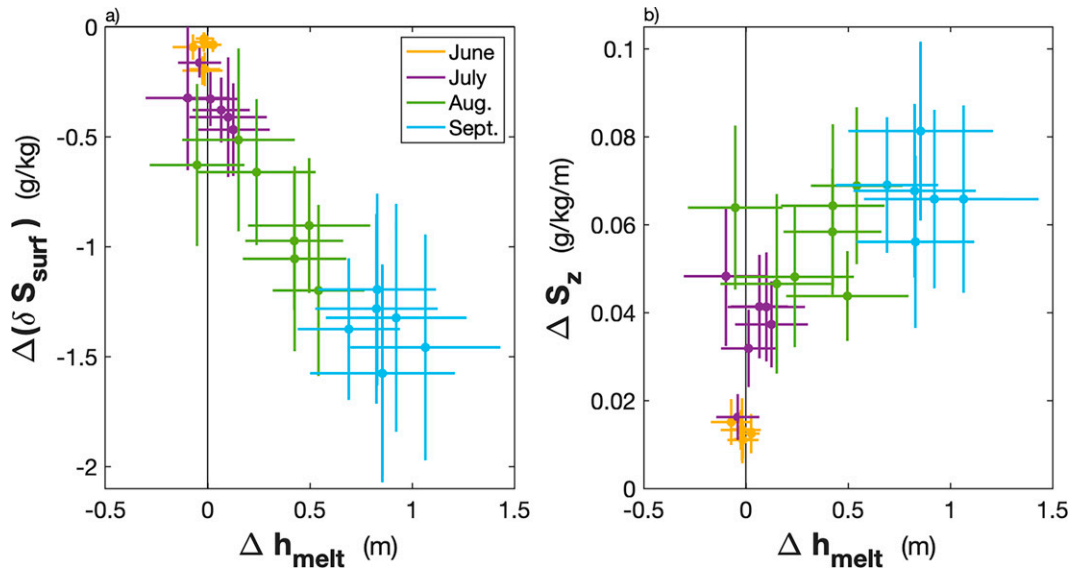 a)
0
-0.5
-1
-1.5
-2
Δ(δ S_surf) (g/kg)
June
July
Aug.
Sept.
-0.5 0 0.5 1 1.5
Δ h_melt (m)
b)
0.1
0.08
0.06
0.04
0.02
0
Δ S_z (g/kg/m)
-0.5 0 0.5 1 1.5
Δ h_melt (m)